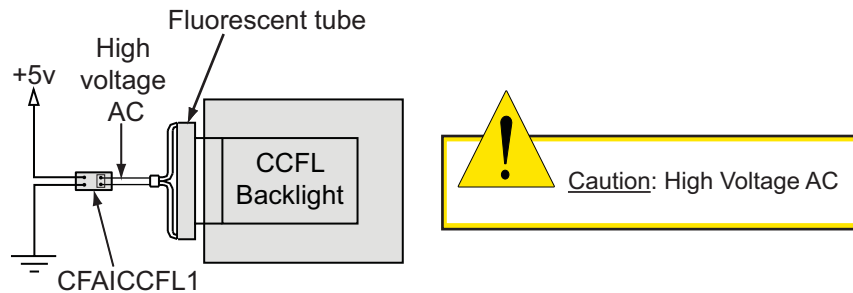 Fluorescent tube
High
voltage
AC
+5v
CCFL
Backlight
CFAICCFL1
!
Caution: High Voltage AC